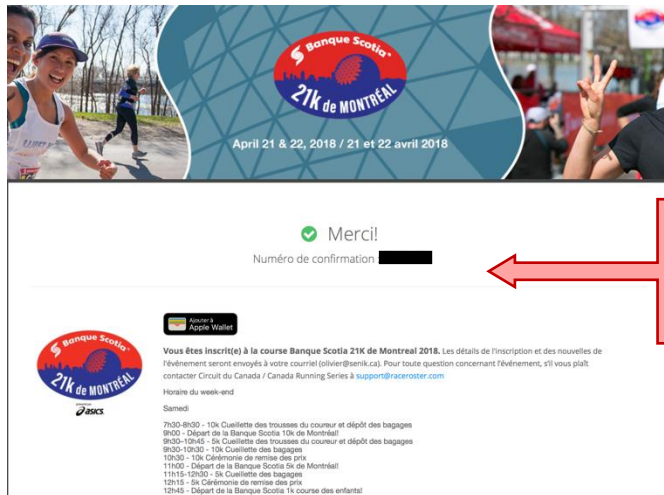 Banque Scotia
21K de MONTRÉAL
April 21 & 22, 2018 / 21 et 22 avril 2018
Merci!
Numéro de confirmation :
Ajouter à
Apple Wallet
Banque Scotia
21K de MONTRÉAL
asics
Vous êtes inscrit(e) à la course Banque Scotia 21K de Montreal 2018. Les détails de l'inscription et des nouvelles de
l'événement seront envoyés à votre courriel (olivier@senik.ca). Pour toute question concernant l'événement, s'il vous plaît
contacter Circuit du Canada / Canada Running Series à support@raceroster.com
Horaire du week-end
Samedi
7h30-8h30 - 10k Cueillette des trousses du coureur et dépôt des bagages
9h00 - Départ de la Banque Scotia 10k de Montréal!
9h30-10h45 - 5k Cueillette des trousses du coureur et dépôt des bagages
9h30-10h30 - 10k Cueillette des bagages
10h30 - 10k Cérémonie de remise des prix
11h00 - Départ de la Banque Scotia 5k de Montréal!
11h15-12h30 - 5k Cueillette des bagages
12h15 - 5k Cérémonie de remise des prix
12h45 - Départ de la Banque Scotia 1k course des enfants!